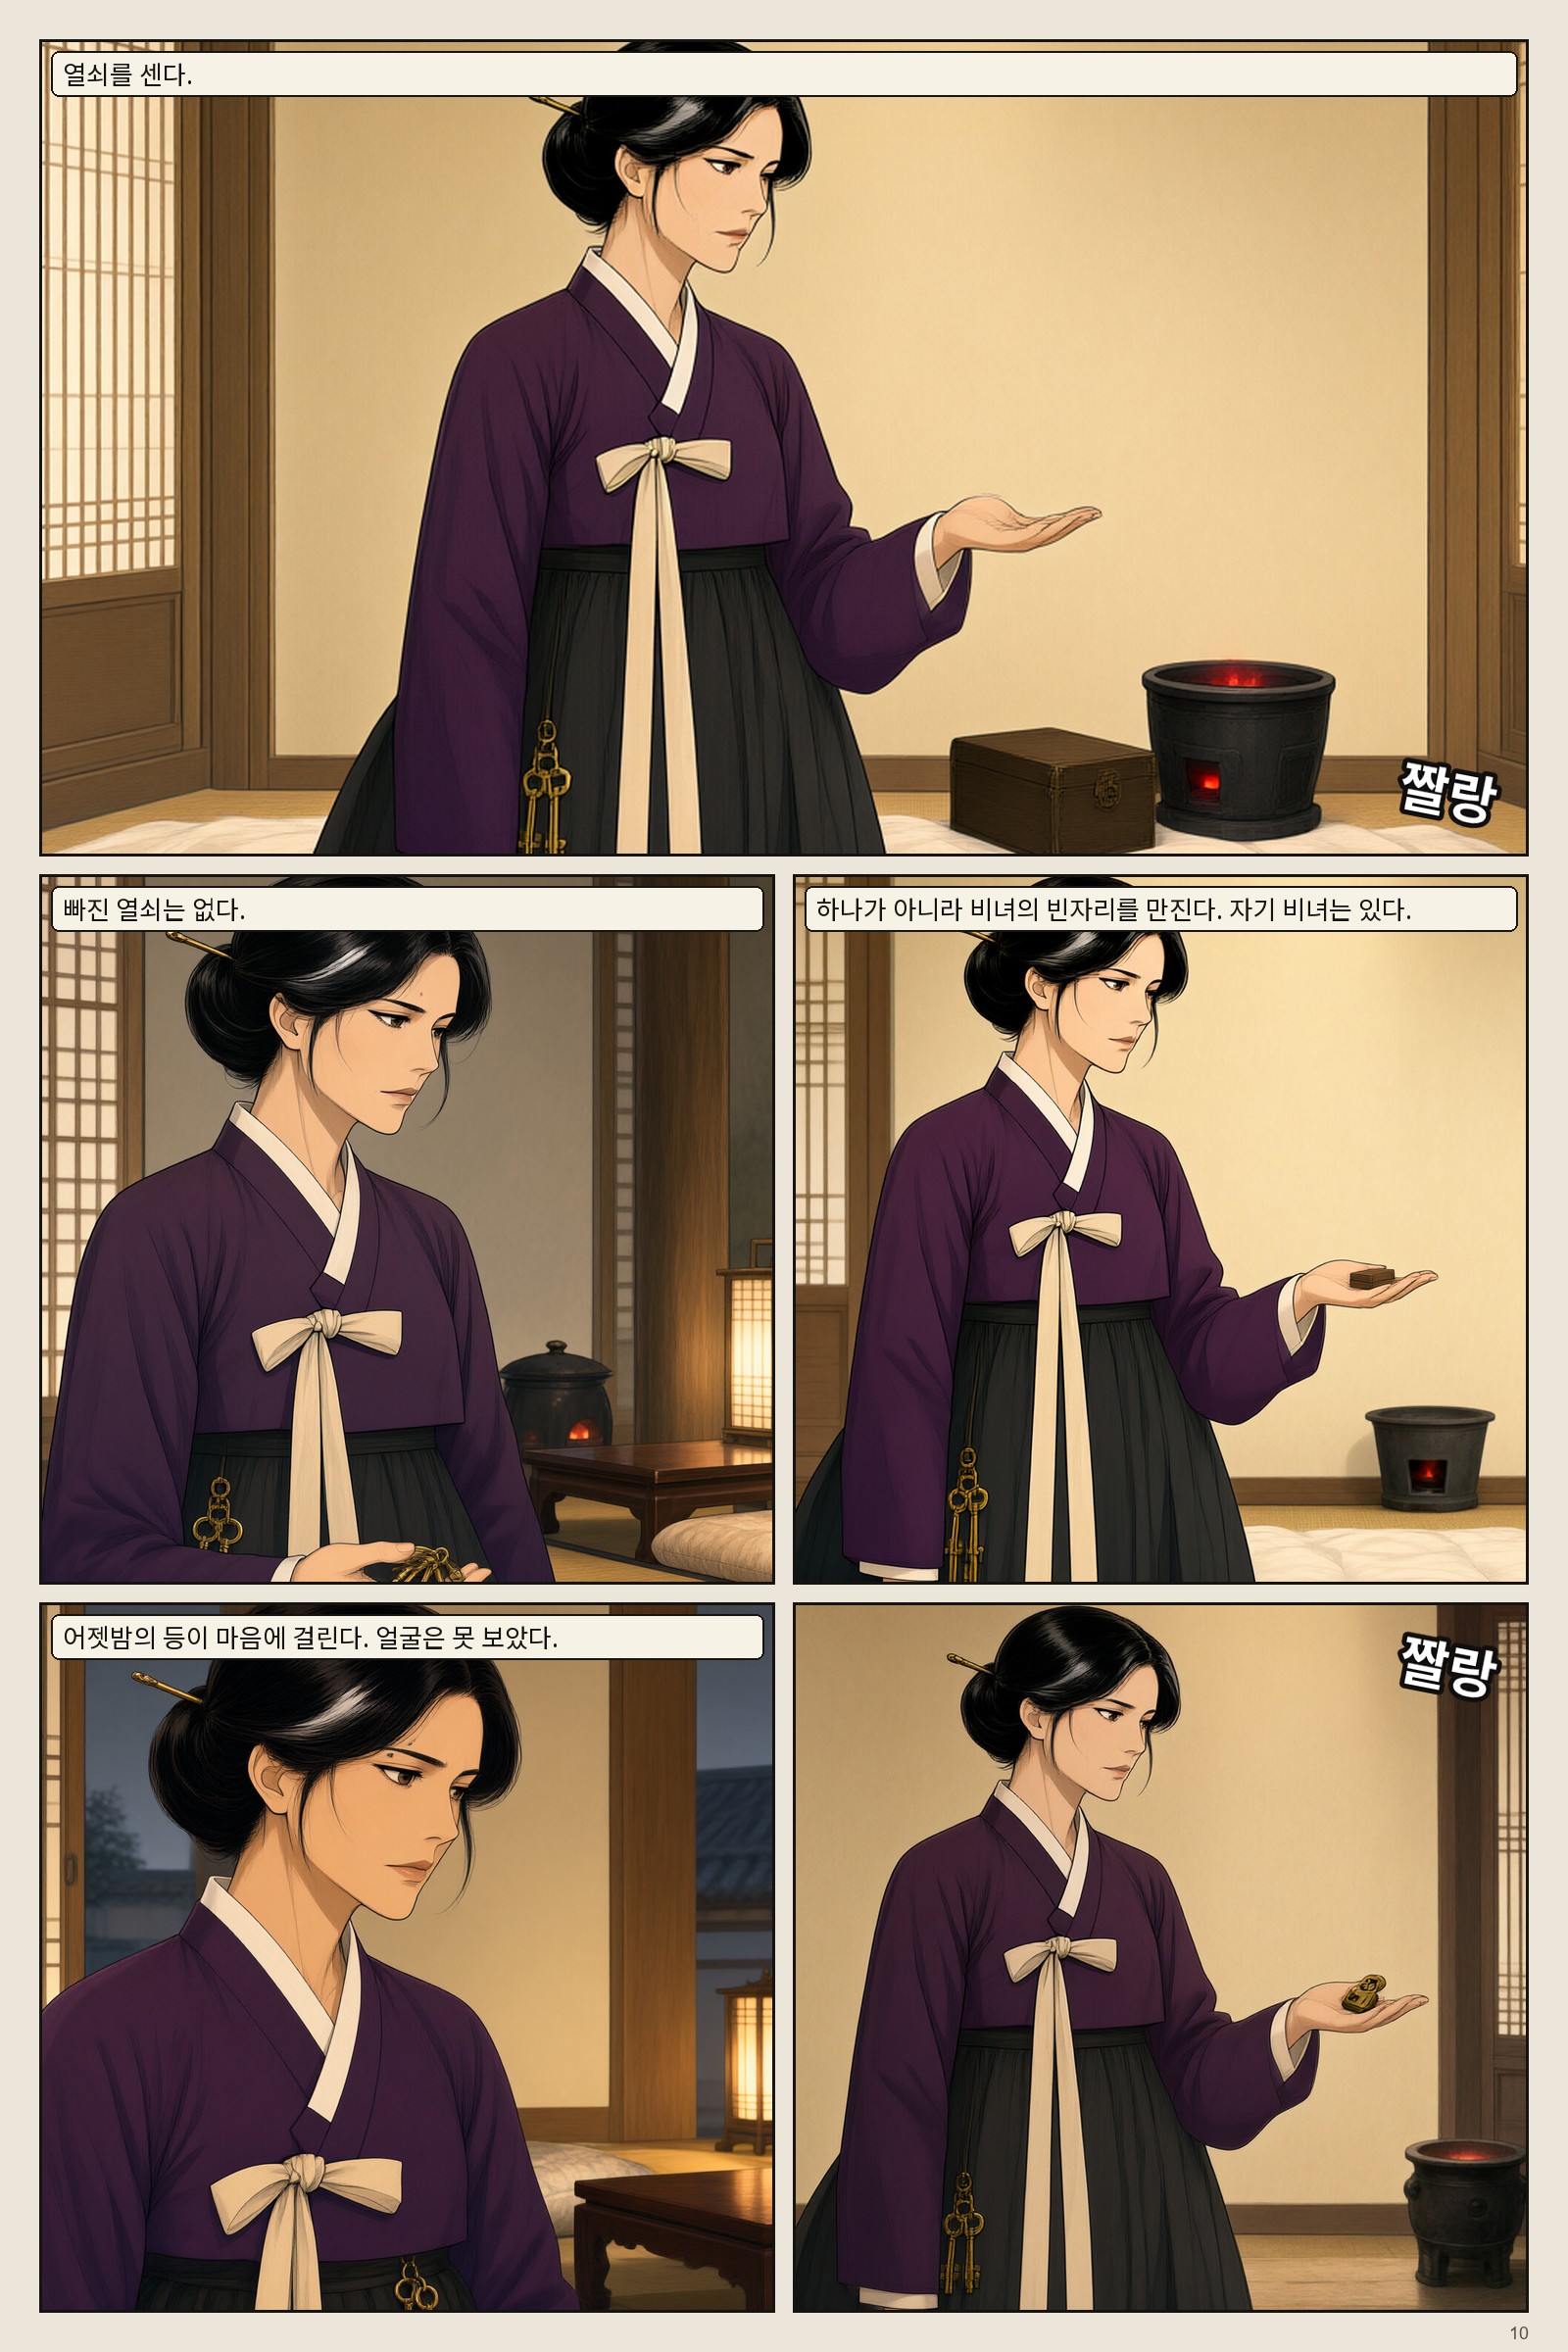 열쇠를 센다.
짤랑
빠진 열쇠는 없다.
하나가 아니라 비녀의 빈자리를 만진다. 자기 비녀는 있다.
어젯밤의 등이 마음에 걸린다. 얼굴은 못 보았다.
짤랑
10